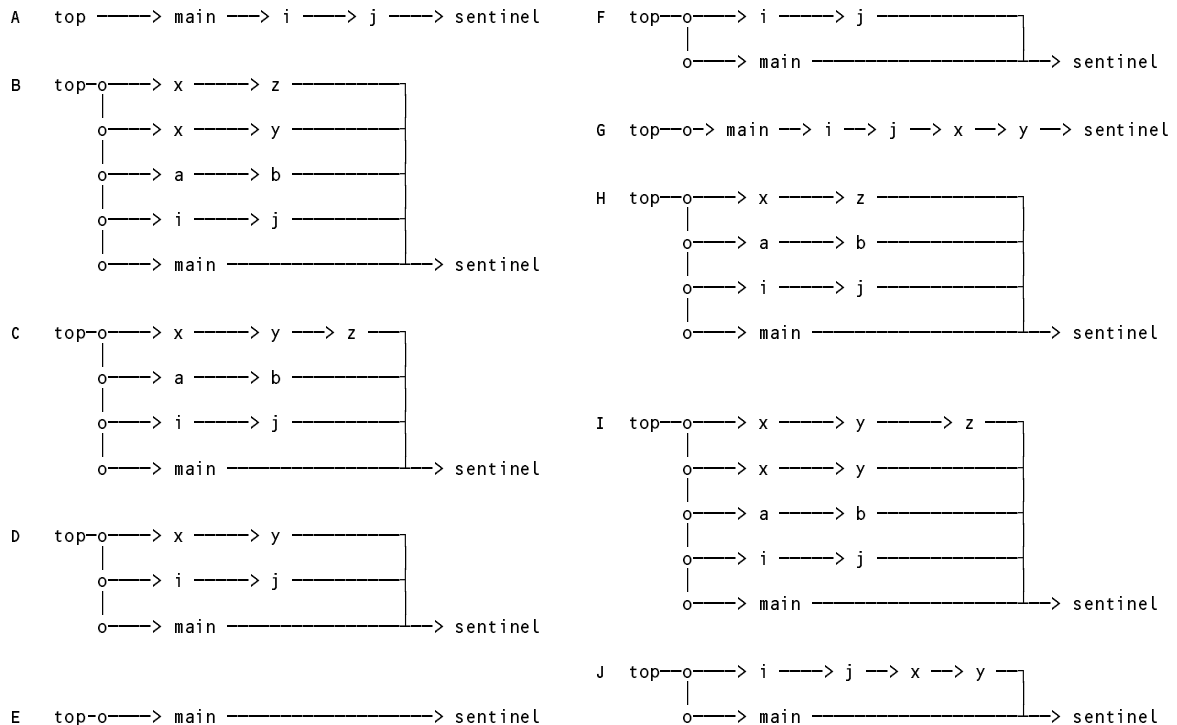 A top main i j sentinel
B top o x z
o x y
o a b
o i j
o main sentinel
C top o x y z
o a b
o i j
o main sentinel
D top o x y
o i j
o main sentinel
E top o main sentinel
F top o i j
o main sentinel
G top o main i j x y sentinel
H top o x z
o a b
o i j
o main sentinel
I top o x y z
o x y
o a b
o i j
o main sentinel
J top o i j x y
o main sentinel